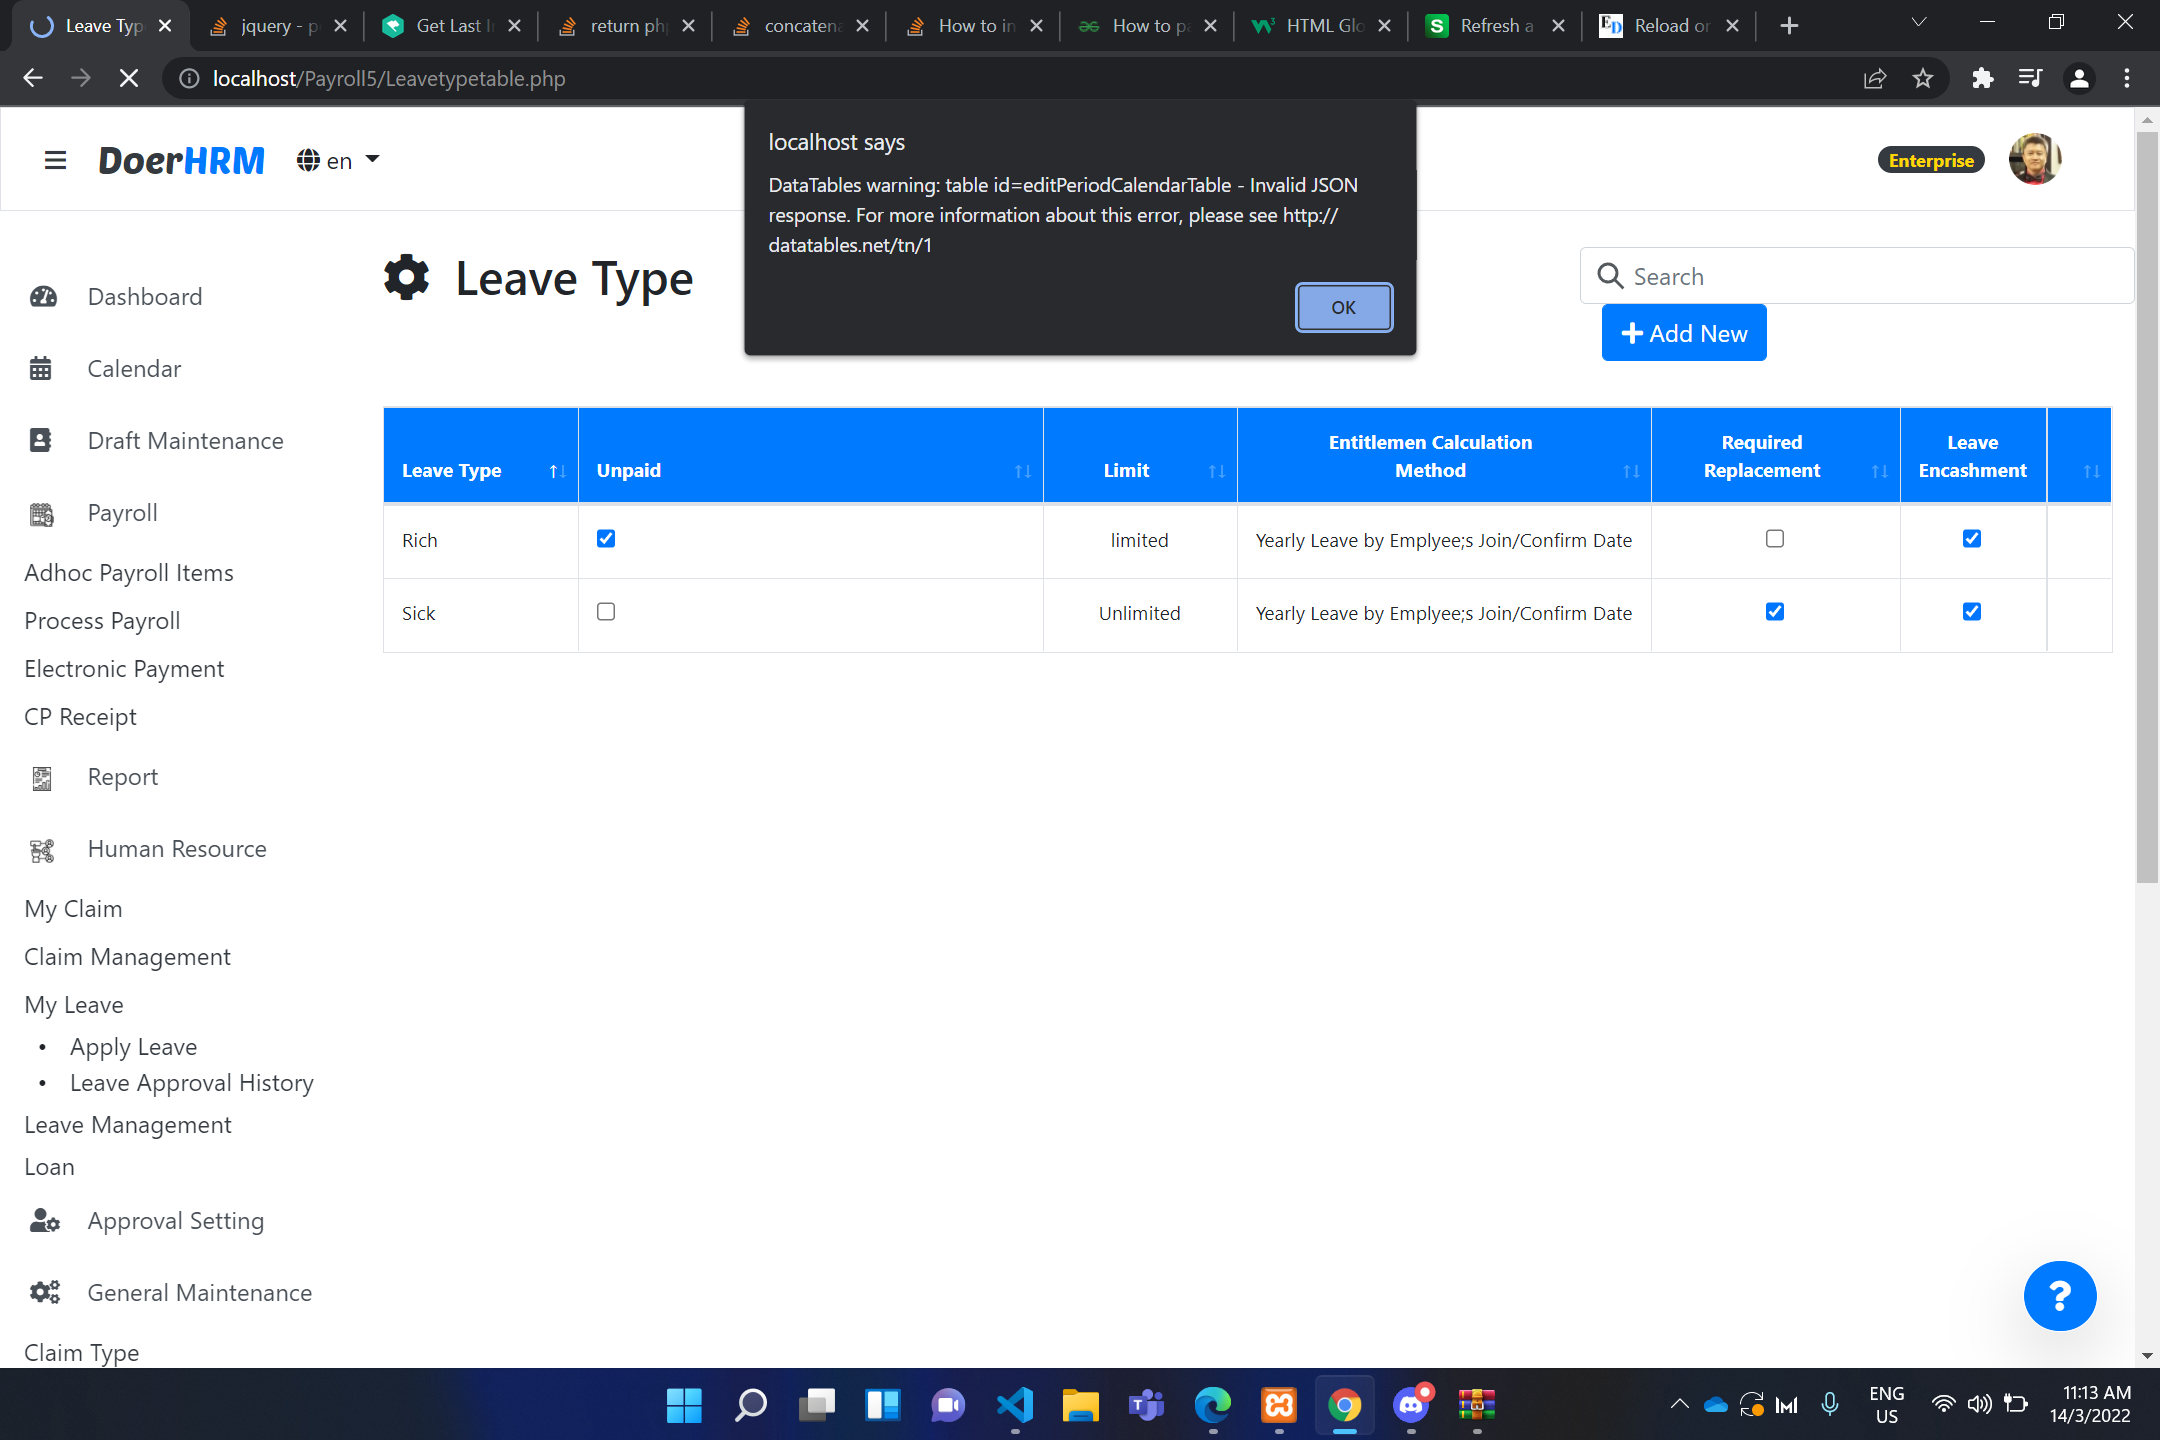 Leave Typ
jquery - p
Get Last I
return ph
concatena
How to in
How to pa
HTML Glo
Refresh a
Reload or
localhost/Payroll5/Leavetypetable.php
localhost says
DataTables warning: table id=editPeriodCalendarTable - Invalid JSON
response. For more information about this error, please see http://
datatables.net/tn/1
OK
DoerHRM
en
Enterprise
Leave Type
Search
Add New
Leave Type
Unpaid
Limit
Entitlemen Calculation
Method
Required
Replacement
Leave
Encashment
Rich
limited
Yearly Leave by Emplyee;s Join/Confirm Date
Sick
Unlimited
Yearly Leave by Emplyee;s Join/Confirm Date
Dashboard
Calendar
Draft Maintenance
Payroll
Adhoc Payroll Items
Process Payroll
Electronic Payment
CP Receipt
Report
Human Resource
My Claim
Claim Management
My Leave
• Apply Leave
• Leave Approval History
Leave Management
Loan
Approval Setting
General Maintenance
Claim Type
?
ENG
US
11:13 AM
14/3/2022